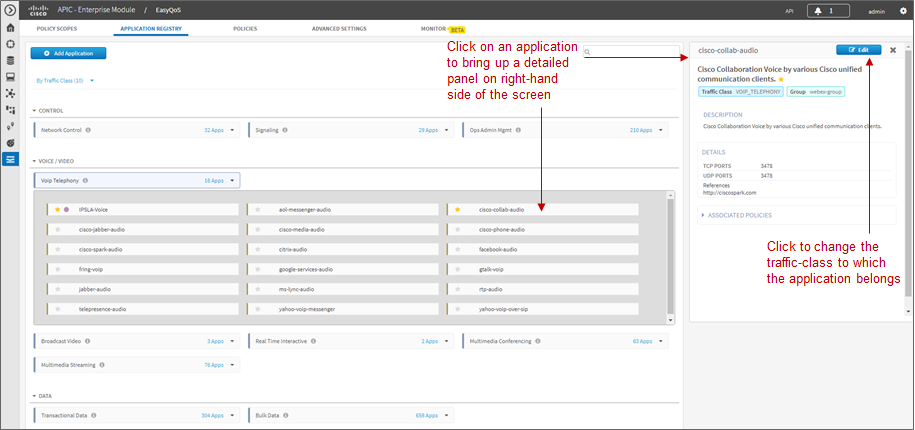 CISCO APIC - Enterprise Module / EasyQoS API 1 admin
POLICY SCOPES APPLICATION REGISTRY POLICIES ADVANCED SETTINGS MONITOR BETA
Add Application
Click on an application
to bring up a detailed
panel on right-hand
side of the screen
By Traffic Class (10)
CONTROL
Network Control 32 Apps Signaling 29 Apps Ops Admin Mgmt 210 Apps
VOICE / VIDEO
Voip Telephony 18 Apps
IPSLA-Voice aol-messenger-audio cisco-collab-audio
cisco-jabber-audio cisco-media-audio cisco-phone-audio
cisco-spark-audio citrix-audio facebook-audio
fring-voip google-services-audio gtalk-voip
jabber-audio ms-lync-audio rtp-audio
telepresence-audio yahoo-voip-messenger yahoo-voip-over-sip
Broadcast Video 3 Apps Real Time Interactive 2 Apps Multimedia Conferencing 63 Apps
Multimedia Streaming 76 Apps
DATA
Transactional Data 304 Apps Bulk Data 658 Apps
cisco-collab-audio Edit
Cisco Collaboration Voice by various Cisco unified
communication clients.
Traffic Class VOIP_TELEPHONY Group webex-group
DESCRIPTION
Cisco Collaboration Voice by various Cisco unified communication clients.
DETAILS
TCP PORTS 3478
UDP PORTS 3478
References
http://ciscospark.com
ASSOCIATED POLICIES
Click to change the
traffic-class to which
the application belongs